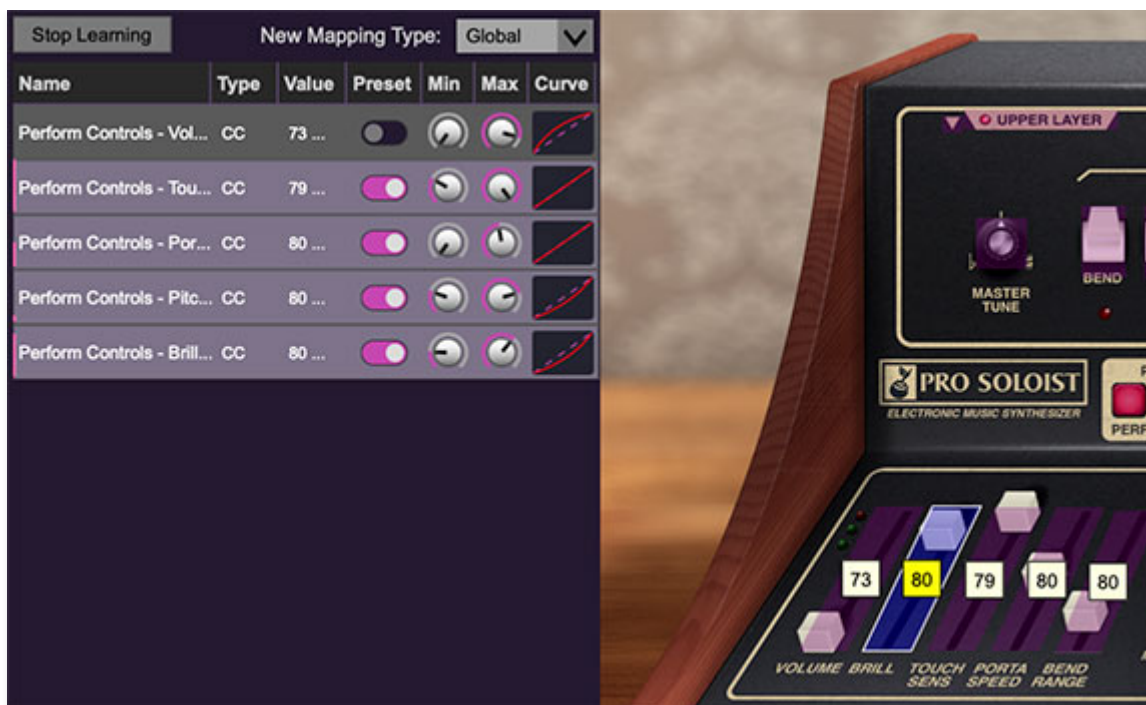 Stop Learning
New Mapping Type:
Global
Name Type Value Preset Min Max Curve
Perform Controls - Vol... CC 73 ...
Perform Controls - Tou... CC 79 ...
Perform Controls - Por... CC 80 ...
Perform Controls - Pitc... CC 80 ...
Perform Controls - Brill... CC 80 ...
UPPER LAYER
MASTER
TUNE
BEND
PRO SOLOIST
ELECTRONIC MUSIC SYNTHESIZER
PERF
73 80 79 80 80
VOLUME BRILL TOUCH SENS PORTA SPEED BEND RANGE